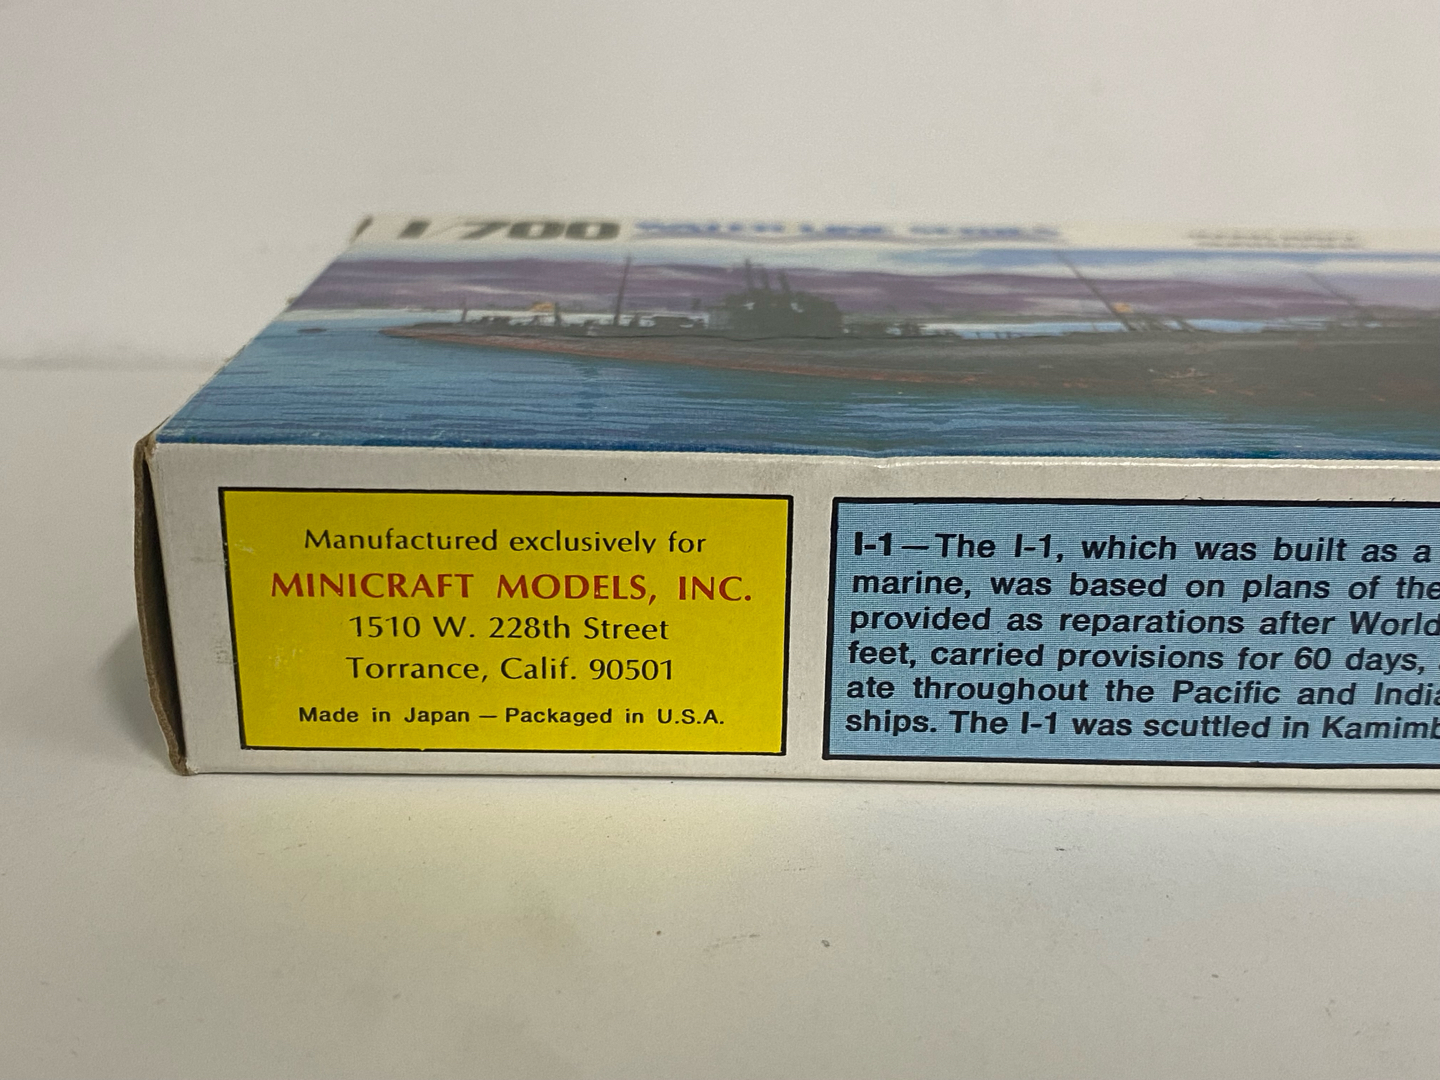 1/700 WATER LINE SERIES
Manufactured exclusively for
MINICRAFT MODELS, INC.
1510 W. 228th Street
Torrance, Calif. 90501
Made in Japan — Packaged in U.S.A.
I-1—The I-1, which was built as a
marine, was based on plans of the
provided as reparations after World
feet, carried provisions for 60 days,
ate throughout the Pacific and India
ships. The I-1 was scuttled in Kamimb